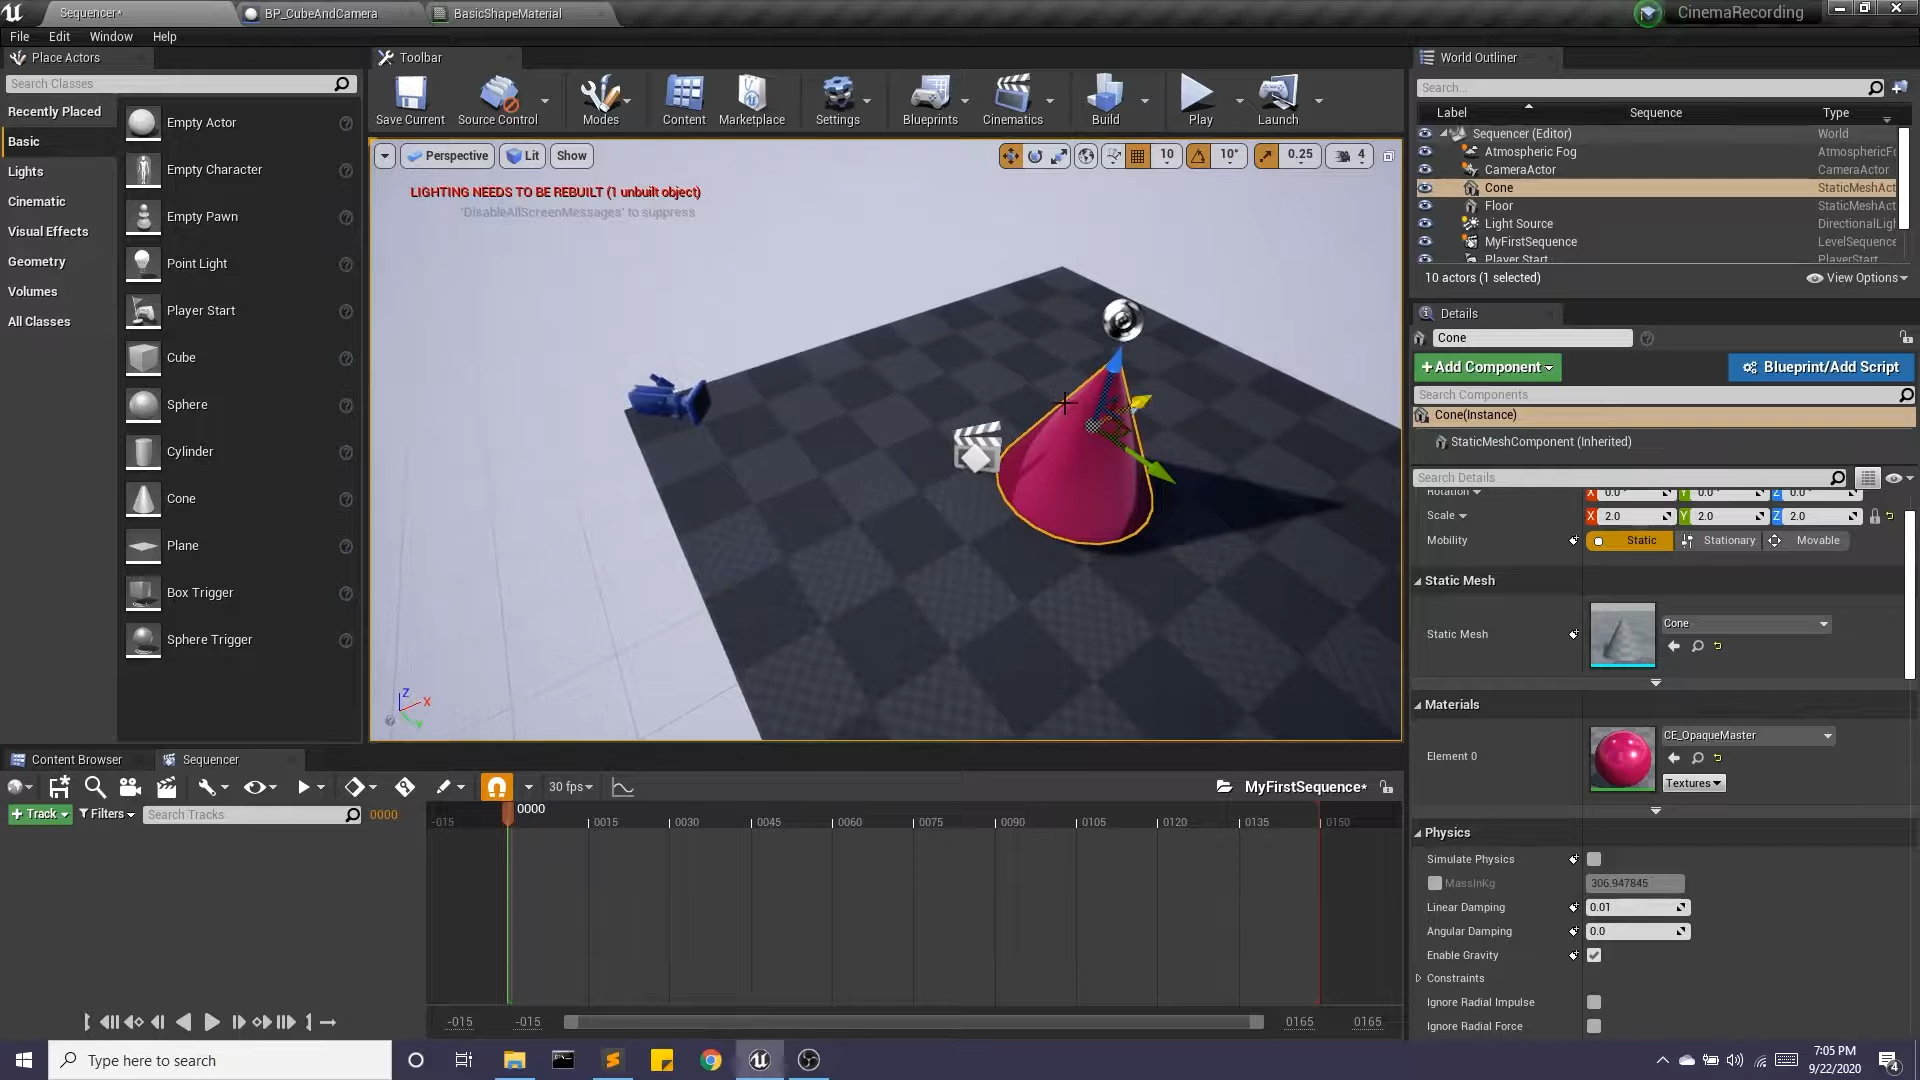 Sequencer*
BP_CubeAndCamera
BasicShapeMaterial
CinemaRecording
File Edit Window Help
Place Actors
Search Classes
Recently Placed
Basic
Lights
Cinematic
Visual Effects
Geometry
Volumes
All Classes
Empty Actor
Empty Character
Empty Pawn
Point Light
Player Start
Cube
Sphere
Cylinder
Cone
Plane
Box Trigger
Sphere Trigger
Toolbar
Save Current Source Control Modes Content Marketplace Settings Blueprints Cinematics Build Play Launch
Perspective Lit Show
10 10° 0.25 4
LIGHTING NEEDS TO BE REBUILT (1 unbuilt object)
'DisableAllScreenMessages' to suppress
Z
X
Y
World Outliner
Search...
Label Sequence Type
Sequencer (Editor) World
Atmospheric Fog AtmosphericFo
CameraActor CameraActor
Cone StaticMeshAct
Floor StaticMeshAct
Light Source DirectionalLigh
MyFirstSequence LevelSequence
Player Start PlayerStart
10 actors (1 selected) View Options
Details
Cone
+Add Component Blueprint/Add Script
Search Components
Cone(Instance)
StaticMeshComponent (Inherited)
Search Details
Rotation X 0.0° Y 0.0° Z 0.0°
Scale X 2.0 Y 2.0 Z 2.0
Mobility Static Stationary Movable
Static Mesh
Static Mesh Cone
Materials
Element 0 CE_OpaqueMaster
Textures
Physics
Simulate Physics
MassInKg 306.947845
Linear Damping 0.01
Angular Damping 0.0
Enable Gravity
Constraints
Ignore Radial Impulse
Ignore Radial Force
Content Browser Sequencer
30 fps
MyFirstSequence*
+ Track Filters Search Tracks 0000
0000
-015 0015 0030 0045 0060 0075 0090 0105 0120 0135 0150
-015 -015 0165 0165
Type here to search
7:05 PM
9/22/2020
4